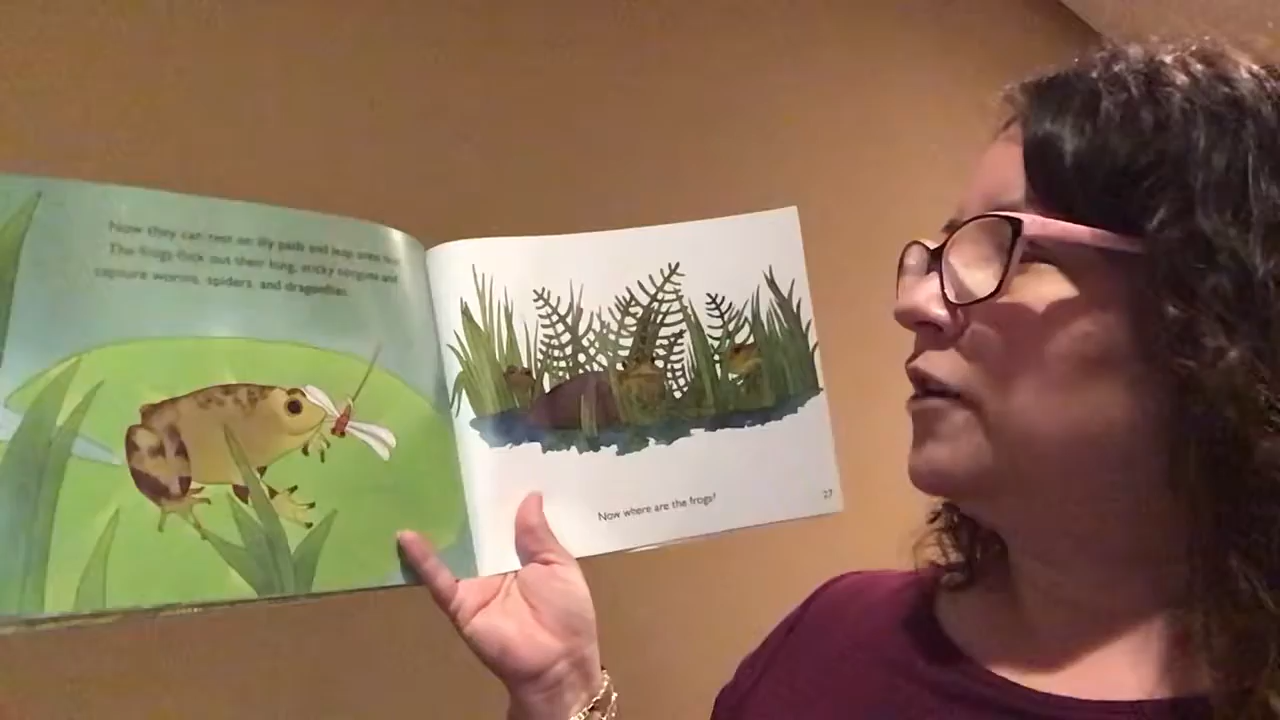 Now they can rest on lily pads and leap onto land.
The frogs flick out their long, sticky tongues and
capture worms, spiders, and dragonflies.
Now where are the frogs?
27